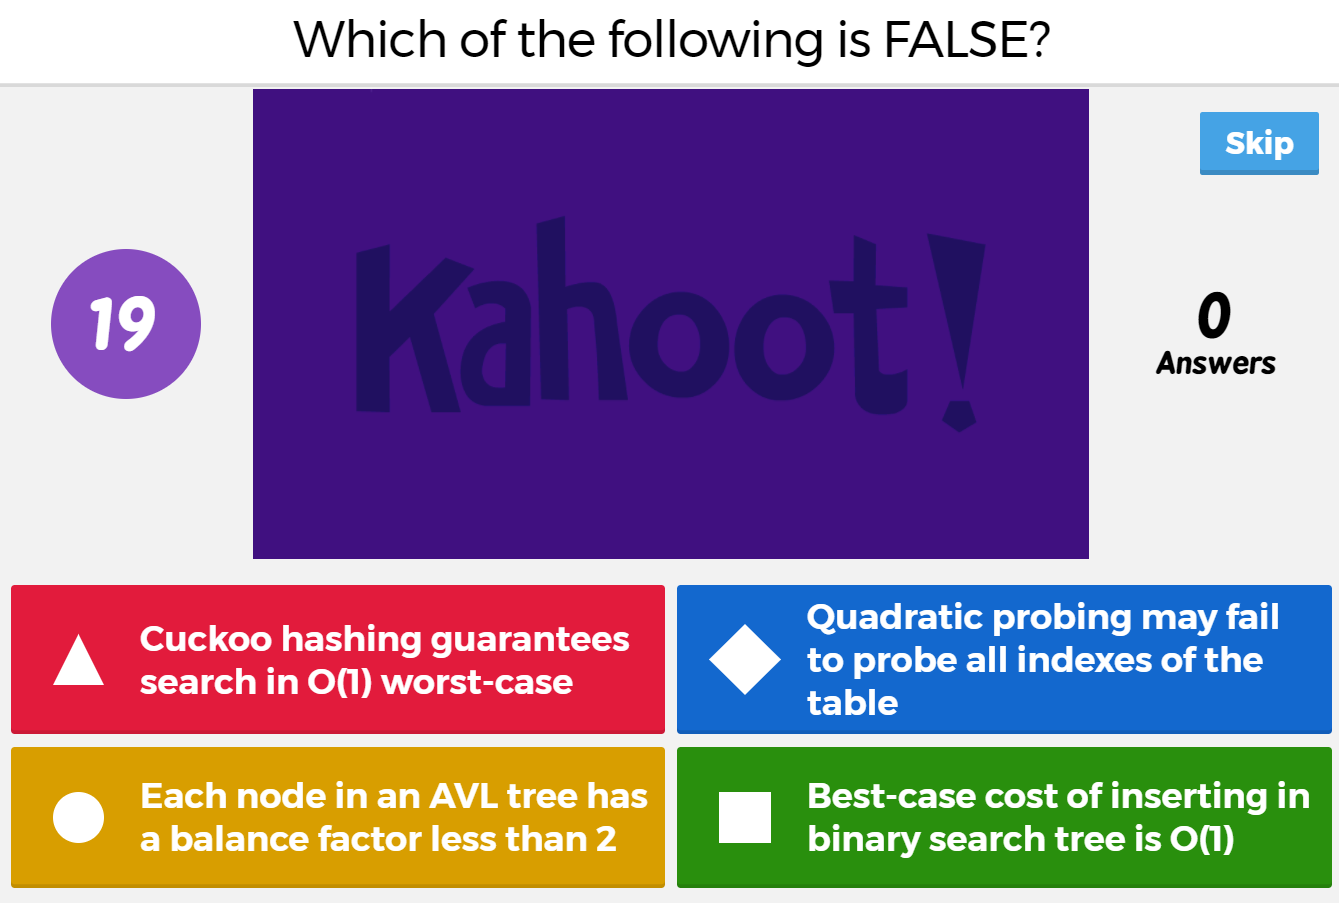 Which of the following is FALSE?
Skip
19
Kahoot!
0
Answers
Cuckoo hashing guarantees
search in O(1) worst-case
Quadratic probing may fail
to probe all indexes of the
table
Each node in an AVL tree has
a balance factor less than 2
Best-case cost of inserting in
binary search tree is O(1)